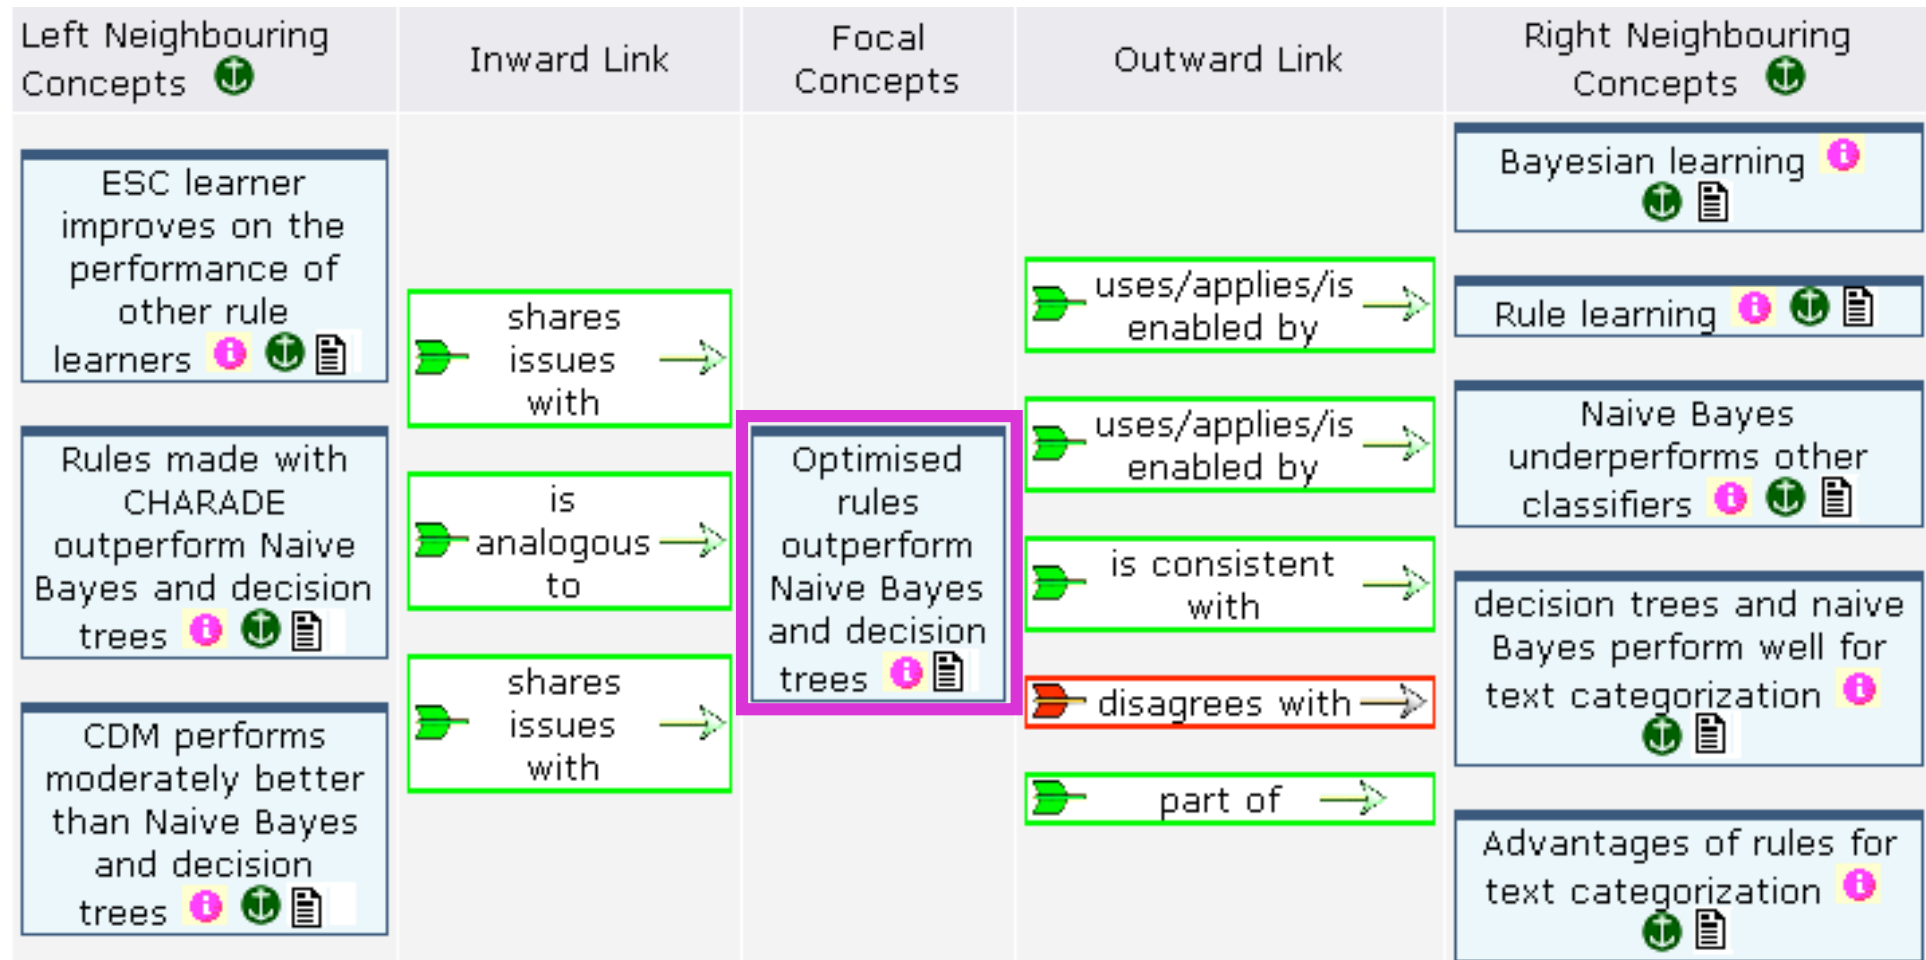 Left Neighbouring
Concepts
Inward Link
Focal
Concepts
Outward Link
Right Neighbouring
Concepts
ESC learner
improves on the
performance of
other rule
learners
Rules made with
CHARADE
outperform Naive
Bayes and decision
trees
CDM performs
moderately better
than Naive Bayes
and decision
trees
shares
issues
with
is
analogous
to
shares
issues
with
Optimised
rules
outperform
Naive Bayes
and decision
trees
uses/applies/is
enabled by
uses/applies/is
enabled by
is consistent
with
disagrees with
part of
Bayesian learning
Rule learning
Naive Bayes
underperforms other
classifiers
decision trees and naive
Bayes perform well for
text categorization
Advantages of rules for
text categorization